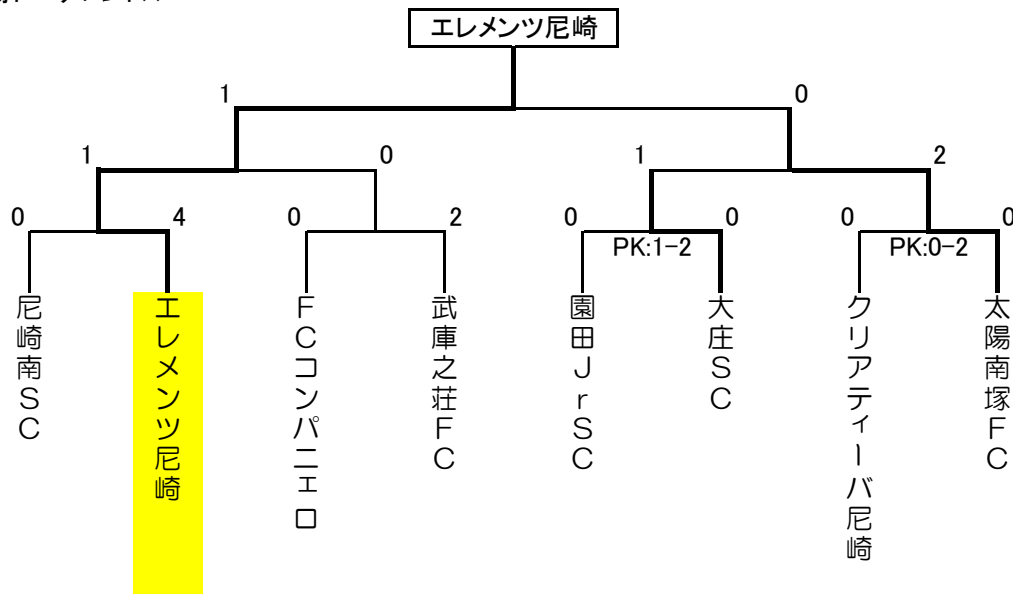 エレメンツ尼崎
1
0
1
0
1
2
0
4
0
2
0
0
0
0
PK:1-2
PK:0-2
尼崎南SC
エレメンツ尼崎
FCコンパニエロ
武庫之荘FC
園田JrSC
大庄SC
クリアティーバ尼崎
太陽南塚FC